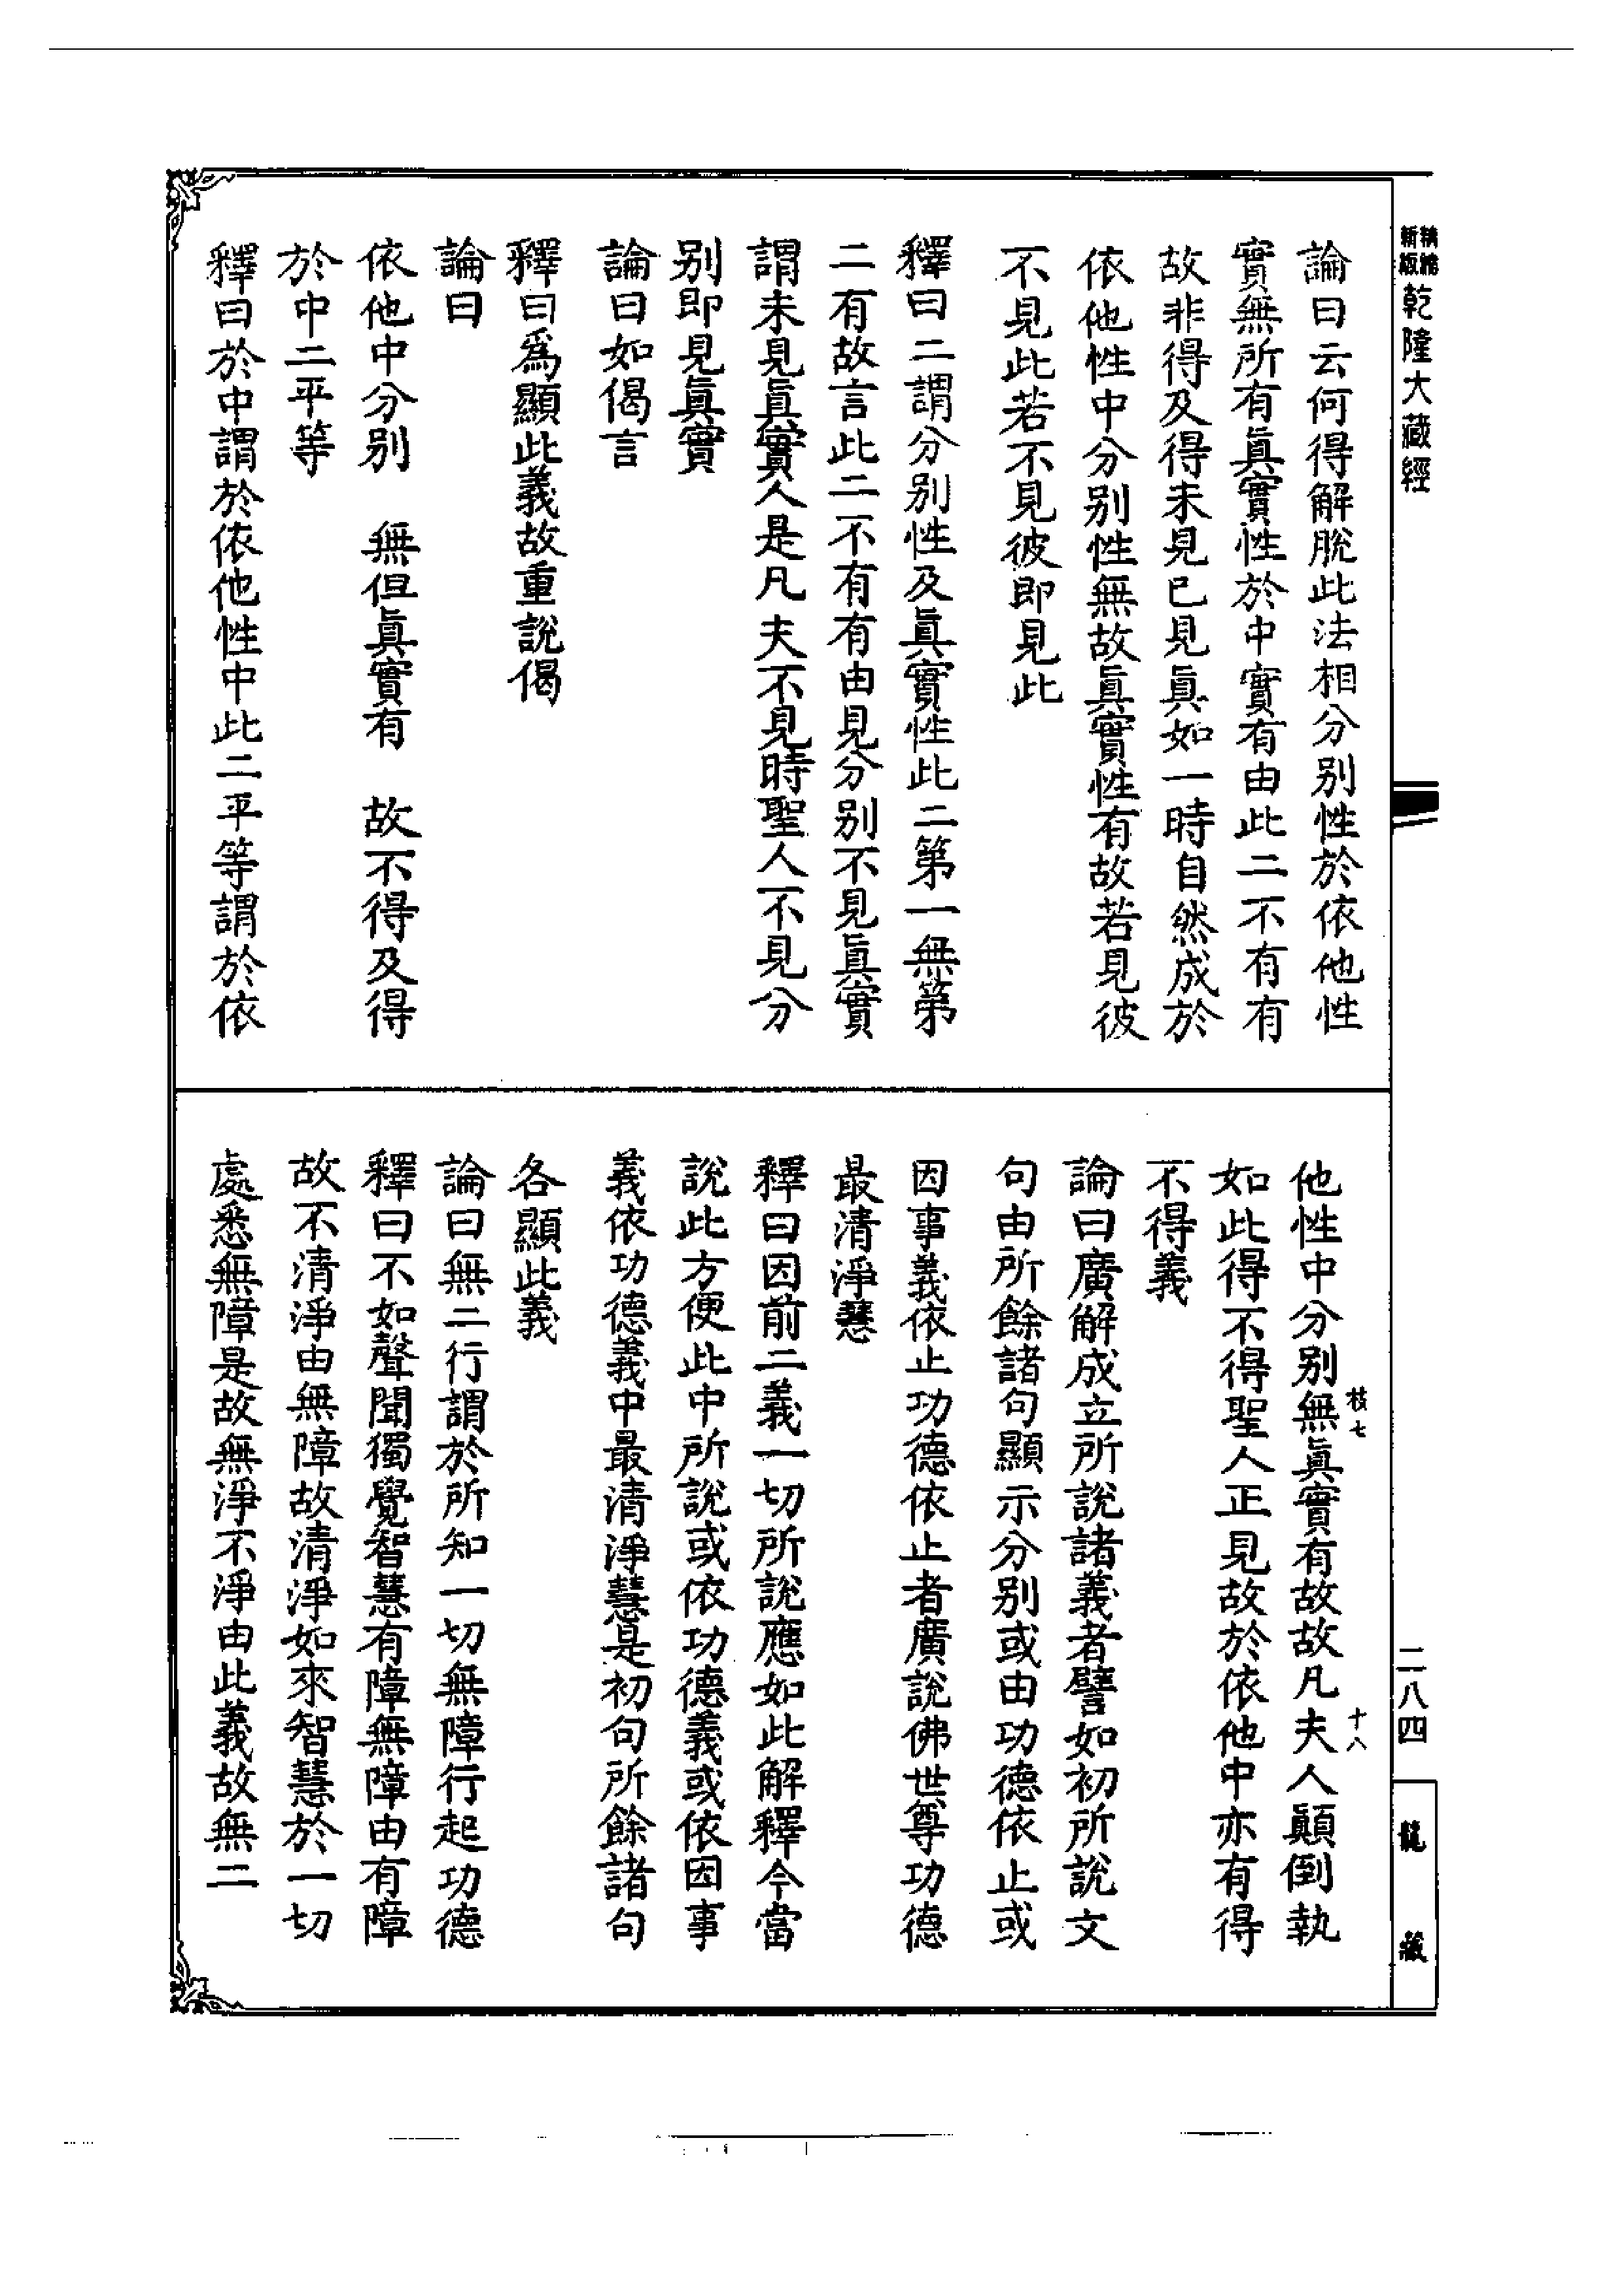 精繕新版乾隆大藏經
論曰云何得解脫此法相分別性於依他性
實無所有眞實性於中實有由此二不有有
故非得及得未見已見眞如一時自然成於
依他性中分別性無故眞實性有故若見彼
不見此若不見彼即見此
釋曰二謂分別性及眞實性此二第一無第
二有故言此二不有有由見分別不見眞實
謂未見眞實人是凡夫不見時聖人不見分
別即見眞實
論曰如偈言
釋曰爲顯此義故重說偈
論曰
依他中分別　無但眞實有　故不得及得
於中二平等
釋曰於中謂於依他性中此二平等謂於依
他性中分別無眞實有故故凡夫人顚倒執
如此得不得聖人正見故於依他中亦有得
不得義
論曰廣解成立所說諸義者譬如初所說文
句由所餘諸句顯示分別或由功德依止或
因事義依止功德依止者廣說佛世尊功德
最清淨慧
釋曰因前二義一切所說應如此解釋今當
說此方便此中所說或依功德義或依因事
義依功德義中最清淨慧是初句所餘諸句
各顯此義
論曰無二行謂於所知一切無障行起功德
釋曰不如聲聞獨覺智慧有障無障由有障
故不清淨由無障故清淨如來智慧於一切
處悉無障是故無淨不淨由此義故無二
枝七
十八
二八四
龍藏